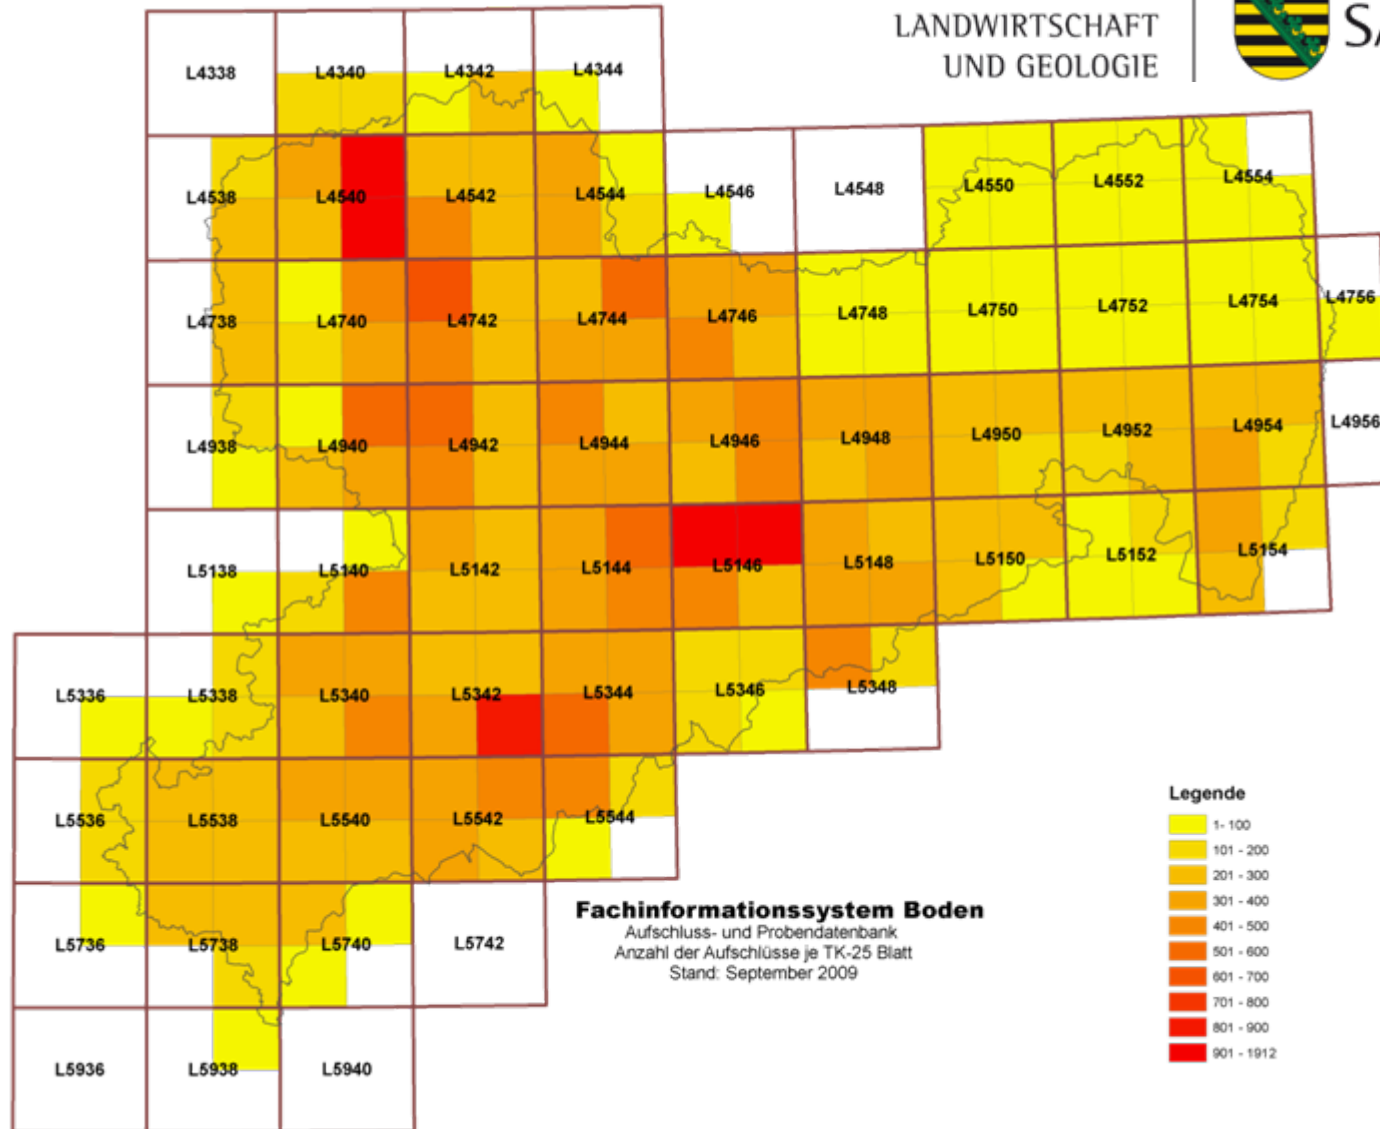 LANDWIRTSCHAFT
UND GEOLOGIE
L4338 L4340 L4342 L4344
L4538 L4540 L4542 L4544 L4546 L4548 L4550 L4552 L4554
L4738 L4740 L4742 L4744 L4746 L4748 L4750 L4752 L4754 L4756
L4938 L4940 L4942 L4944 L4946 L4948 L4950 L4952 L4954 L4956
L5138 L5140 L5142 L5144 L5146 L5148 L5150 L5152 L5154
L5336 L5338 L5340 L5342 L5344 L5346 L5348
L5536 L5538 L5540 L5542 L5544
L5736 L5738 L5740 L5742
L5936 L5938 L5940
Fachinformationssystem Boden
Aufschluss- und Probendatenbank
Anzahl der Aufschlüsse je TK-25 Blatt
Stand: September 2009
Legende
1- 100
101 - 200
201 - 300
301 - 400
401 - 500
501 - 600
601 - 700
701 - 800
801 - 900
901 - 1912